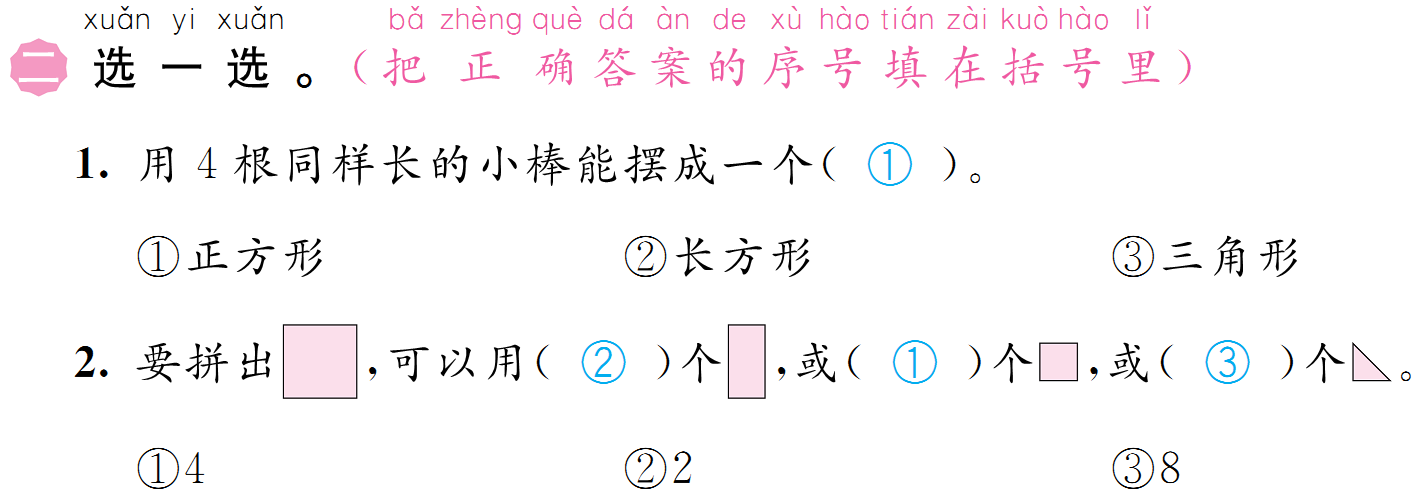 xuǎn yi xuǎn bǎ zhèng què dá àn de xù hào tián zài kuò hào lǐ
二 选一选。(把正确答案的序号填在括号里)
1. 用4根同样长的小棒能摆成一个( ① )。
①正方形 ②长方形 ③三角形
2. 要拼出 ,可以用( ② )个 ,或( ① )个 ,或( ③ )个 。
①4 ②2 ③8